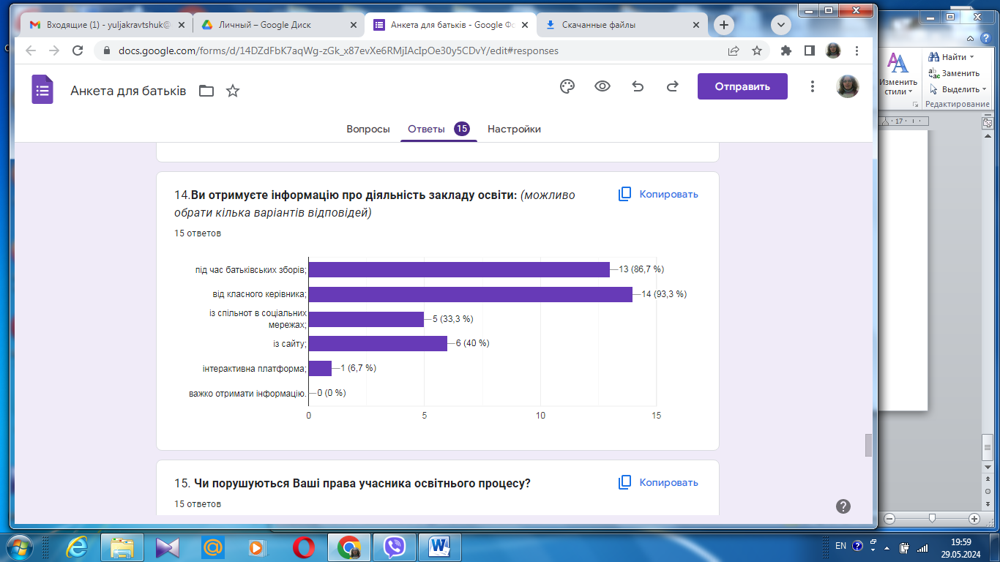 Входящие (1) - yuljakravtshuk@
Личный – Google Диск
Анкета для батьків - Google Фо
Скачанные файлы
docs.google.com/forms/d/14DZdFbK7aqWg-zGk_x87evXe6RMjIAcIpOe30y5CDvY/edit#responses
Анкета для батьків
Отправить
Вопросы
Ответы 15
Настройки
14.Ви отримуєте інформацію про діяльність закладу освіти: (можливо
обрати кілька варіантів відповідей)
Копировать
15 ответов
під час батьківських зборів;
13 (86,7 %)
від класного керівника;
14 (93,3 %)
із спільнот в соціальних
мережах;
5 (33,3 %)
із сайту;
6 (40 %)
інтерактивна платформа;
1 (6,7 %)
важко отримати інформацію.
0 (0 %)
0 5 10 15
15. Чи порушуються Ваші права учасника освітнього процесу?
Копировать
15 ответов
Найти
Заменить
Выделить
Изменить
стили
Редактирование
17
EN
19:59
29.05.2024